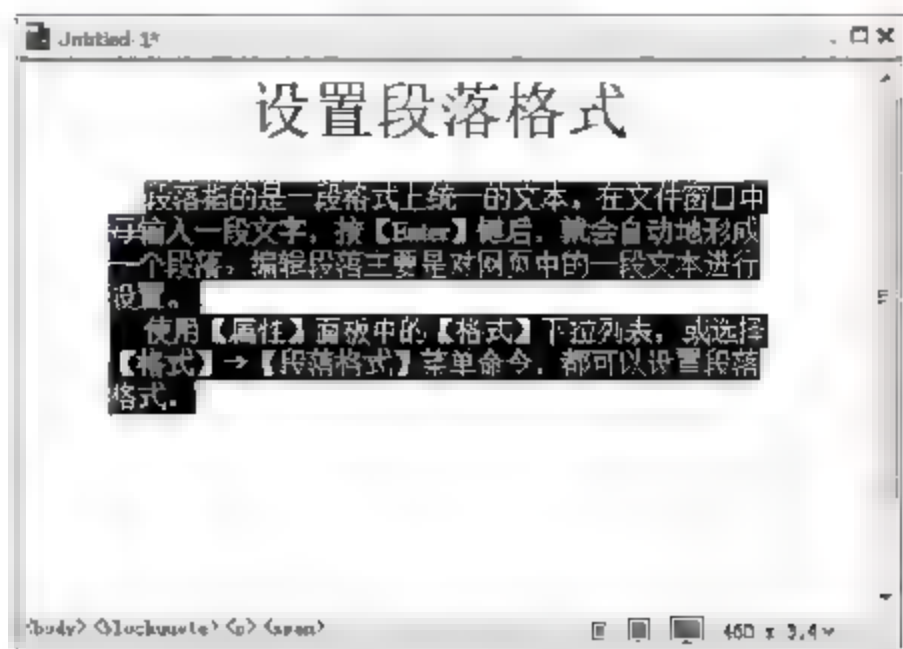 Untitled-1*
设置段落格式
段落指的是一段格式上统一的文本。在文件窗口中
每输入一段文字，按【Enter】键后，就会自动地形成
一个段落。编辑段落主要是对网页中的一段文本进行
设置。
使用【属性】面板中的【格式】下拉列表，或选择
【格式】→【段落格式】菜单命令，都可以设置段落
格式。
<body> <blockquote> <p> <span>